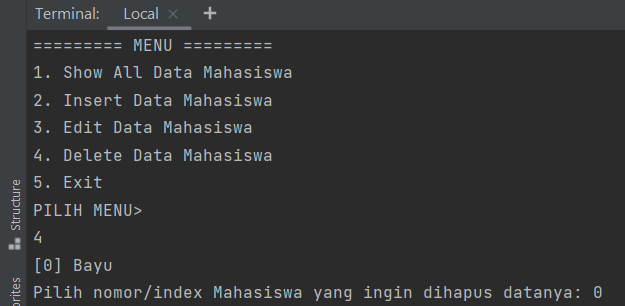 Terminal: Local × +
========= MENU =========
1. Show All Data Mahasiswa
2. Insert Data Mahasiswa
3. Edit Data Mahasiswa
4. Delete Data Mahasiswa
5. Exit
PILIH MENU>
4
[0] Bayu
Pilih nomor/index Mahasiswa yang ingin dihapus datanya: 0
Structure